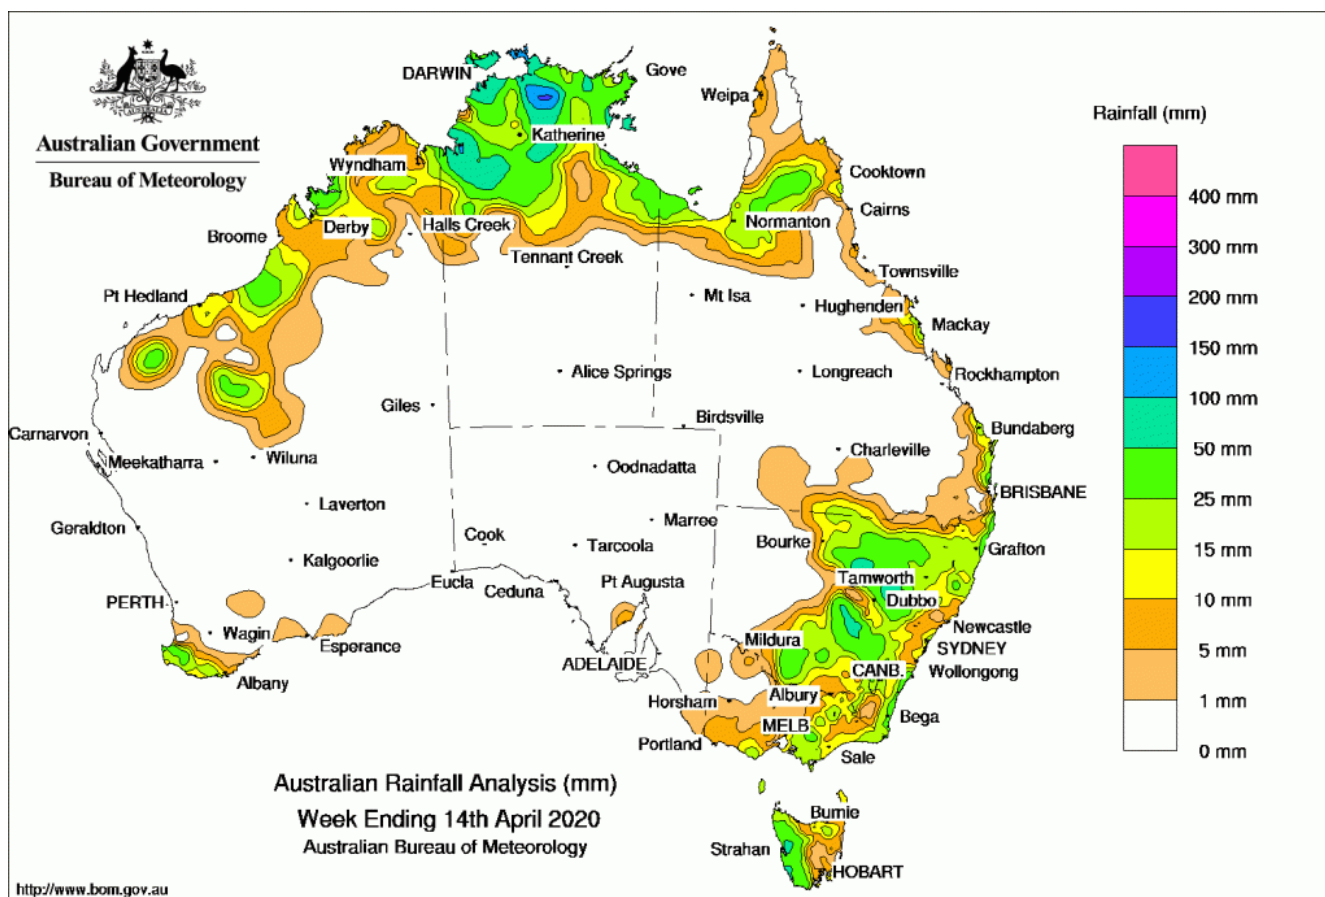 Australian Government
Bureau of Meteorology
DARWIN
Gove
Weipa
Katherine
Wyndham
Cooktown
Cairns
Normanton
Derby
Halls Creek
Broome
Tennant Creek
Townsville
Pt Hedland
Mt Isa
Hughenden
Mackay
Alice Springs
Longreach
Rockhampton
Giles
Birdsville
Carnarvon
Bundaberg
Meekatharra
Wiluna
Charleville
Oodnadatta
BRISBANE
Laverton
Marree
Geraldton
Cook
Bourke
Grafton
Tarcoola
Kalgoorlie
Eucla
Ceduna
Pt Augusta
Tamworth
PERTH
Dubbo
Wagin
Esperance
Newcastle
Mildura
SYDNEY
ADELAIDE
CANB.
Wollongong
Albany
Horsham
Albury
Bega
MELB
Portland
Sale
Burnie
Strahan
HOBART
Rainfall (mm)
400 mm
300 mm
200 mm
150 mm
100 mm
50 mm
25 mm
15 mm
10 mm
5 mm
1 mm
0 mm
Australian Rainfall Analysis (mm)
Week Ending 14th April 2020
Australian Bureau of Meteorology
http://www.bom.gov.au